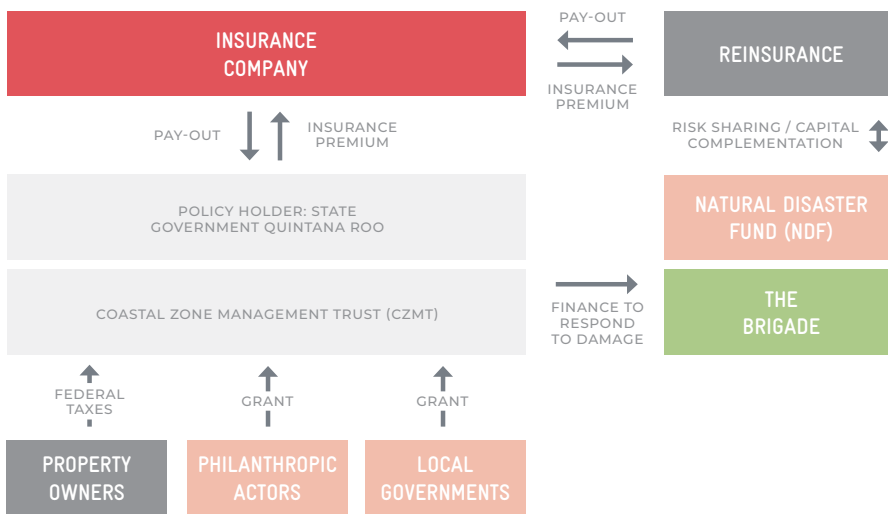 INSURANCE
COMPANY
PAY-OUT
INSURANCE
PREMIUM
REINSURANCE
PAY-OUT
INSURANCE
PREMIUM
RISK SHARING / CAPITAL
COMPLEMENTATION
POLICY HOLDER: STATE
GOVERNMENT QUINTANA ROO
NATURAL DISASTER
FUND (NDF)
COASTAL ZONE MANAGEMENT TRUST (CZMT)
FINANCE TO
RESPOND
TO DAMAGE
THE
BRIGADE
FEDERAL
TAXES
GRANT
GRANT
PROPERTY
OWNERS
PHILANTHROPIC
ACTORS
LOCAL
GOVERNMENTS